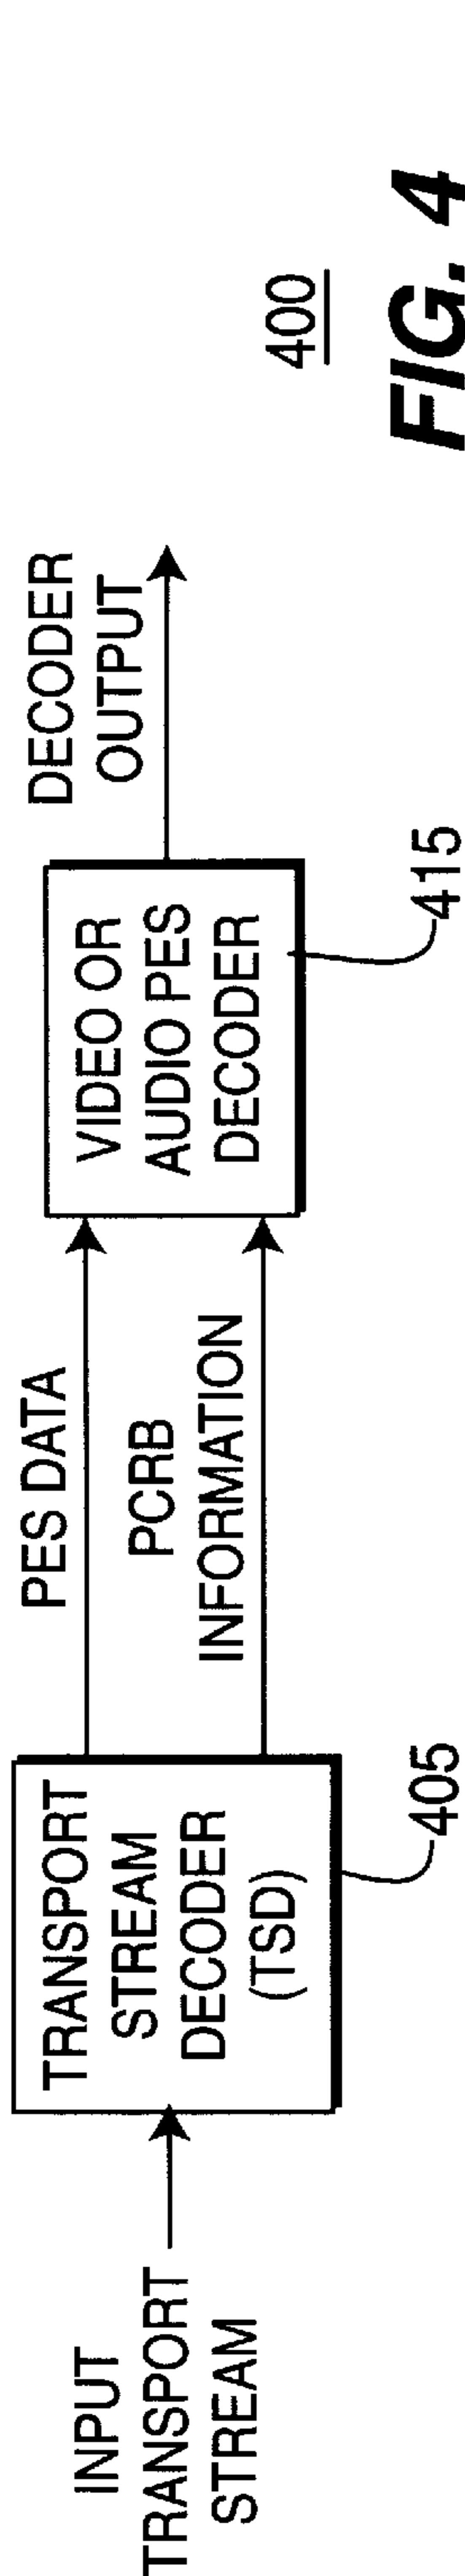 INPUT
TRANSPORT
STREAM
TRANSPORT
STREAM
DECODER
(TSD)
405
PES DATA
PCRB
INFORMATION
VIDEO OR
AUDIO PES
DECODER
415
DECODER
OUTPUT
400
FIG. 4